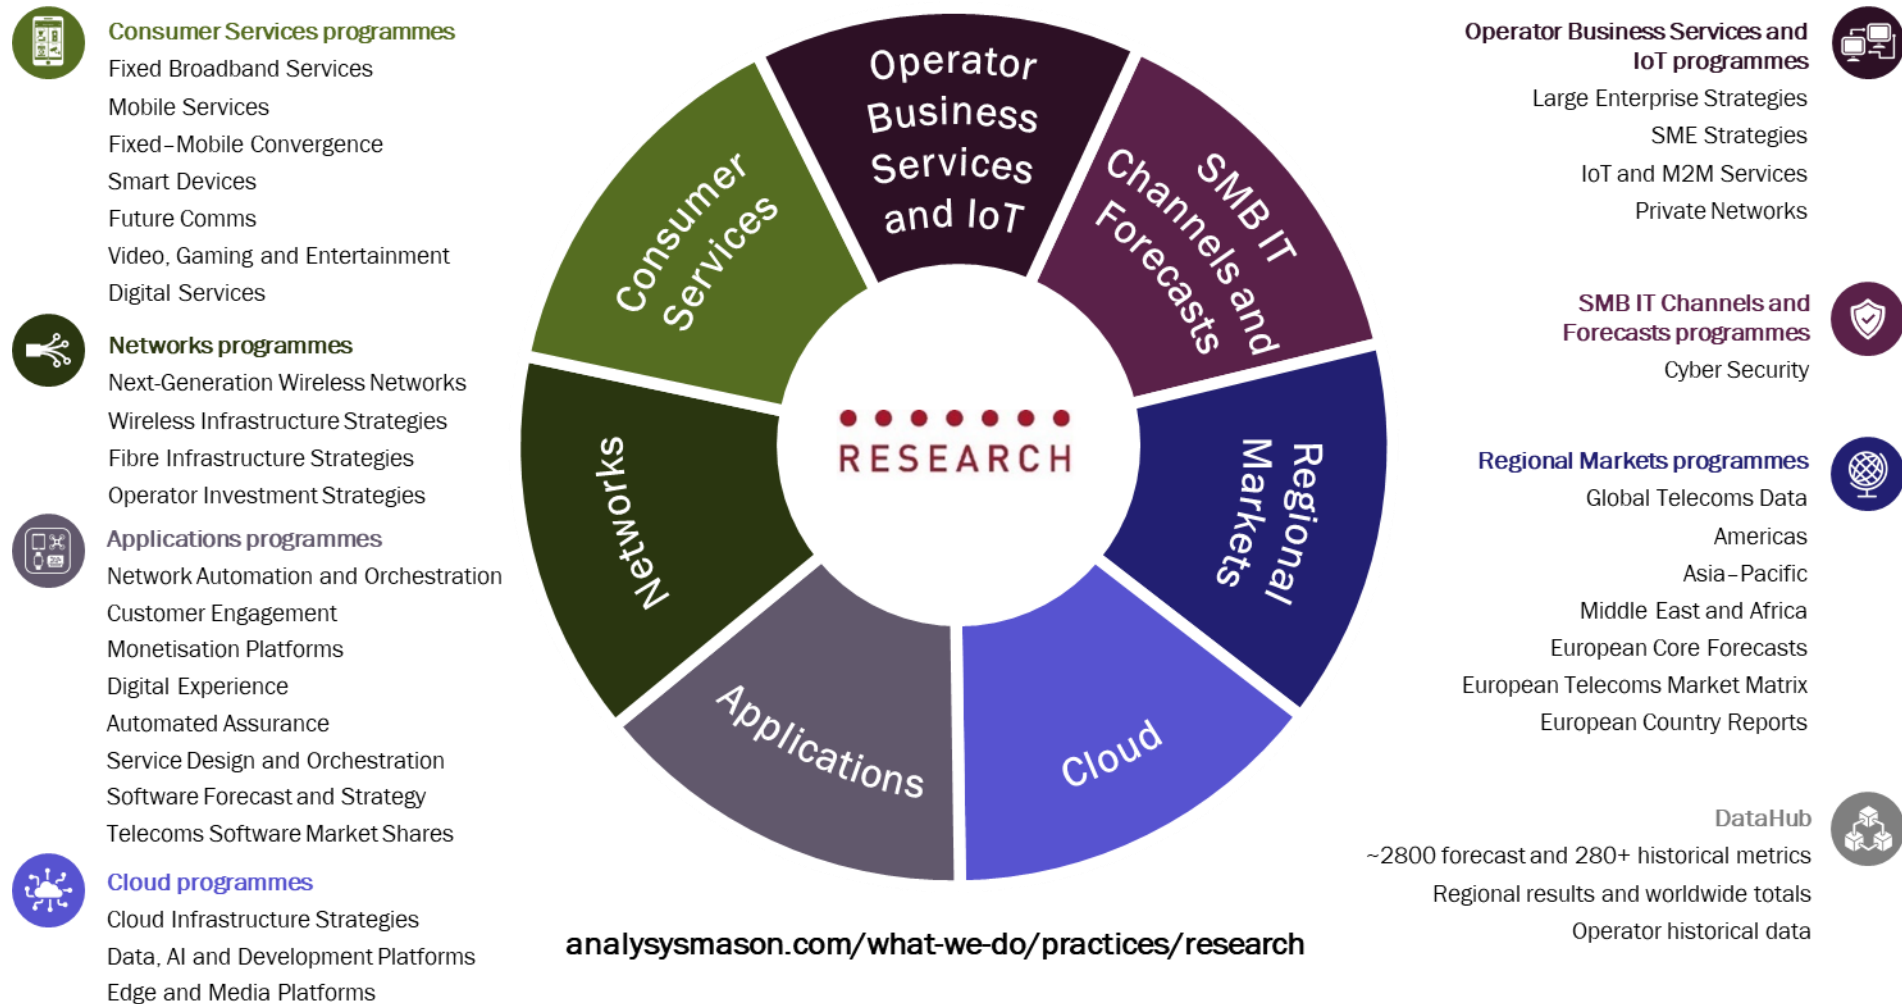 Consumer Services programmes
Fixed Broadband Services
Mobile Services
Fixed–Mobile Convergence
Smart Devices
Future Comms
Video, Gaming and Entertainment
Digital Services
Networks programmes
Next-Generation Wireless Networks
Wireless Infrastructure Strategies
Fibre Infrastructure Strategies
Operator Investment Strategies
Applications programmes
Network Automation and Orchestration
Customer Engagement
Monetisation Platforms
Digital Experience
Automated Assurance
Service Design and Orchestration
Software Forecast and Strategy
Telecoms Software Market Shares
Cloud programmes
Cloud Infrastructure Strategies
Data, AI and Development Platforms
Edge and Media Platforms
Operator
Business
Services
and IoT
SMB IT
Channels and
Forecasts
Regional
Markets
Cloud
Applications
Networks
Consumer
Services
RESEARCH
analysysmason.com/what-we-do/practices/research
Operator Business Services and
IoT programmes
Large Enterprise Strategies
SME Strategies
IoT and M2M Services
Private Networks
SMB IT Channels and
Forecasts programmes
Cyber Security
Regional Markets programmes
Global Telecoms Data
Americas
Asia–Pacific
Middle East and Africa
European Core Forecasts
European Telecoms Market Matrix
European Country Reports
DataHub
~2800 forecast and 280+ historical metrics
Regional results and worldwide totals
Operator historical data